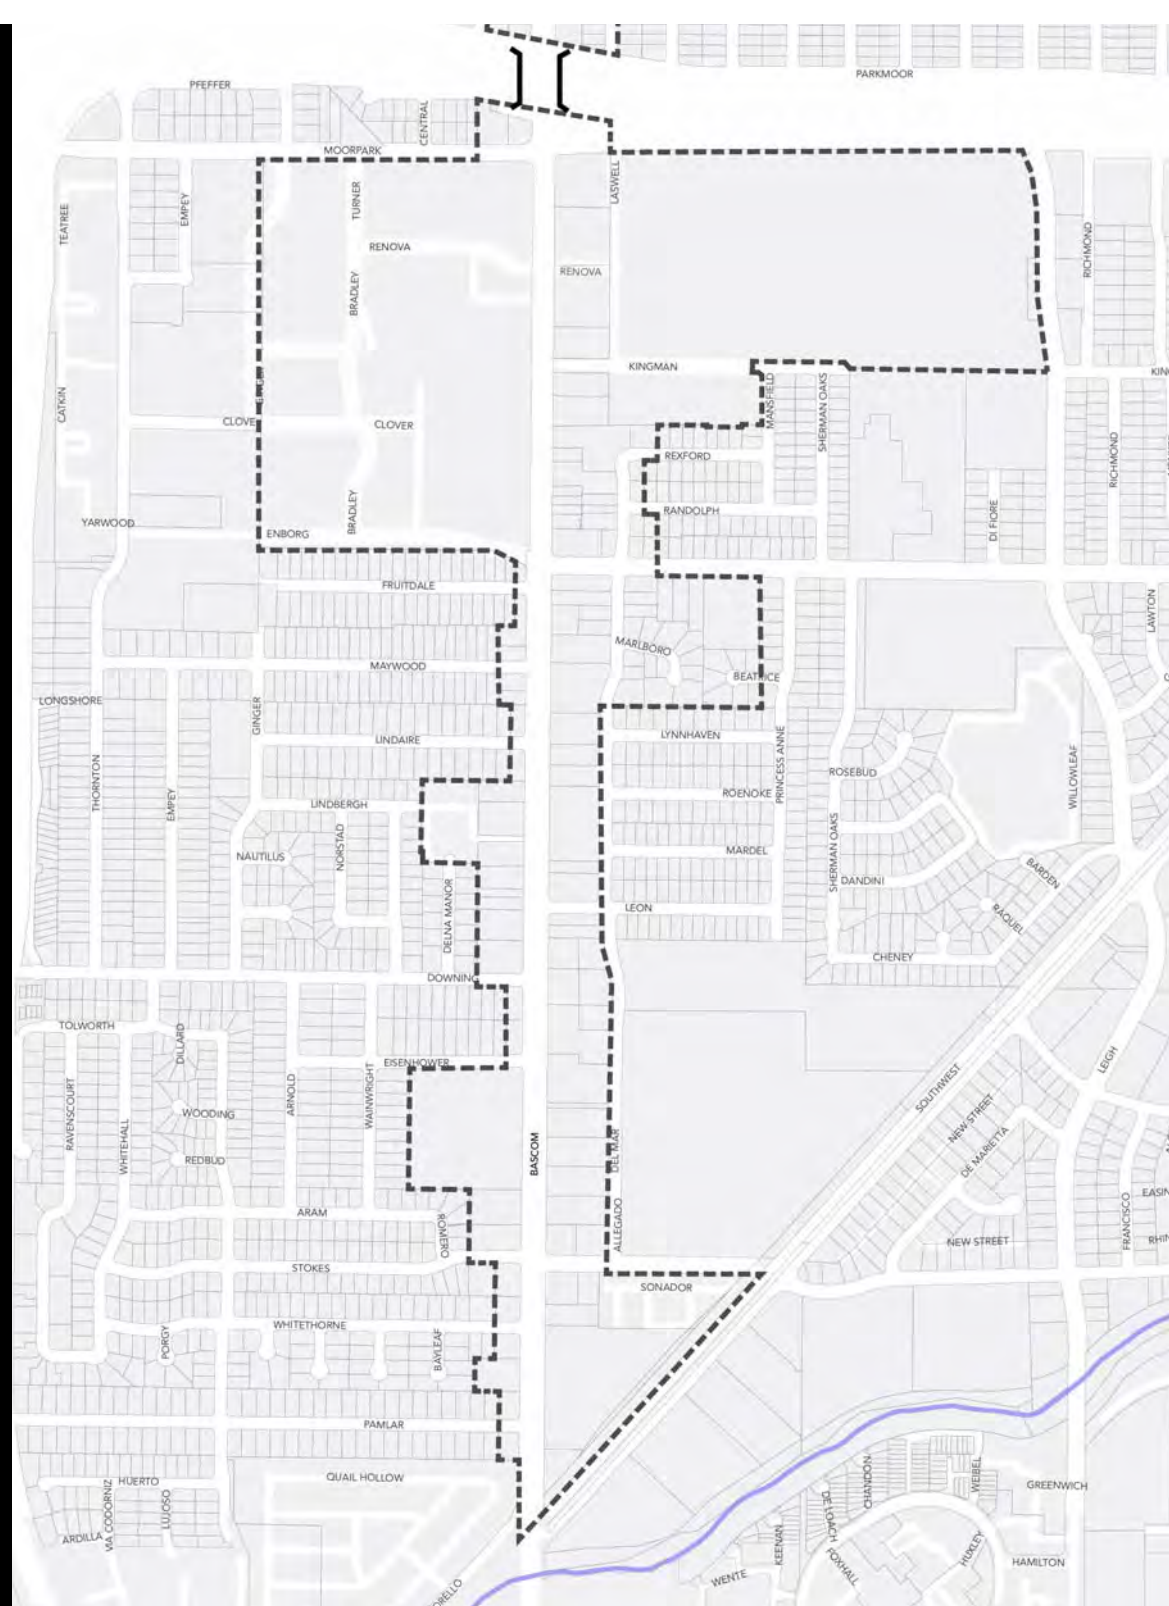 PARKMOOR
PFEFFER
CENTRAL
MOORPARK
LASWELL
TURNER
EMPEY
TEATREE
RENOVA
RICHMOND
RENOVA
BRADLEY
KINGMAN
MANSFIELD
SHERMAN OAKS
CATKIN
CLOVE
CLOVER
REXFORD
RICHMOND
BRADLEY
RANDOLPH
DI FIORE
YARWOOD
ENBORG
FRUITDALE
LAWTON
MARLBORO
MAYWOOD
BEATRICE
LONGSHORE
GINGER
LINDAIRE
LYNNHAVEN
PRINCESS ANNE
ROSEBUD
WILLOWLEAF
THORNTON
EMPEY
ROENOKE
LINDBERGH
NORSTAD
NAUTILUS
MARDEL
SHERMAN OAKS
DANDINI
BARDEN
DELNA MANOR
LEON
RAQUEL
CHENEY
DOWNING
TOLWORTH
DILLARD
EISENHOWER
LEIGH
SOUTHWEST
RAVENSCOURT
ARNOLD
WAINWRIGHT
WOODING
NEW STREET
WHITEHALL
DE MARIETTA
BASCOM
DEL MAR
REDBUD
ARAM
ROMERO
ALLEGADO
FRANCISCO
EASIN
NEW STREET
RHIN
STOKES
SONADOR
WHITETHORNE
PORGY
BAYLEAF
PAMLAR
HUERTO
QUAIL HOLLOW
CHANDON
WEIBEL
GREENWICH
VIA CODORNIZ
LUJOSO
DE LOACH
ARDILLA
KEENAN
FOXHALL
HUXLEY
HAMILTON
WENTE
ORELLO